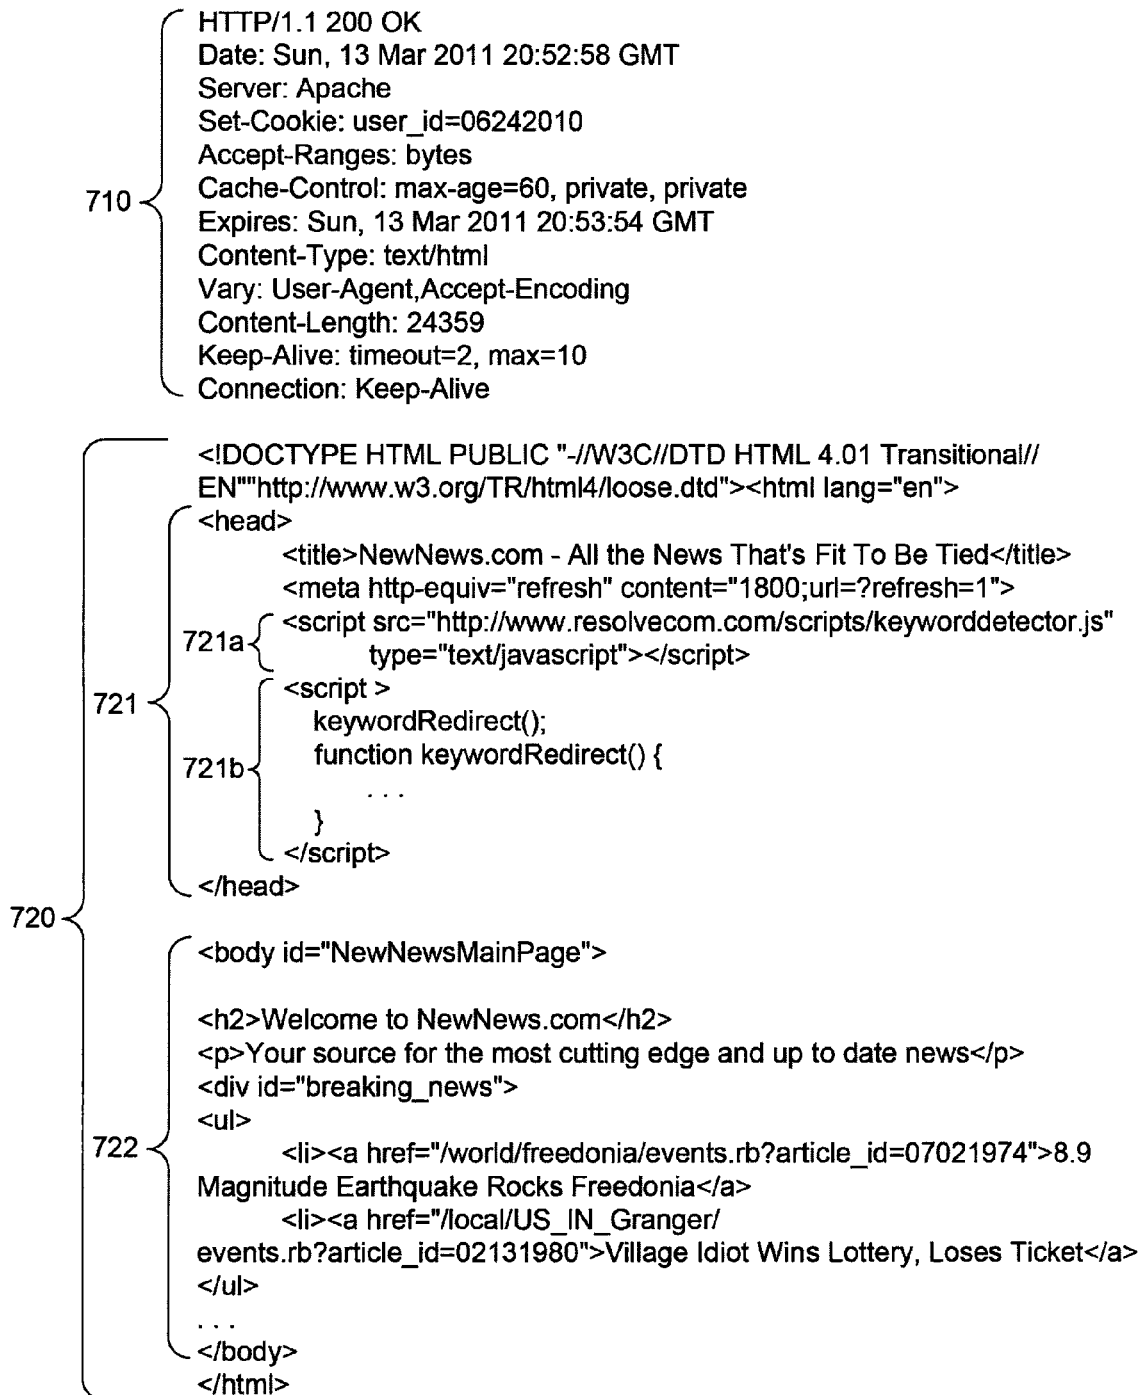 HTTP/1.1 200 OK
Date: Sun, 13 Mar 2011 20:52:58 GMT
Server: Apache
Set-Cookie: user_id=06242010
Accept-Ranges: bytes
710 Cache-Control: max-age=60, private, private
Expires: Sun, 13 Mar 2011 20:53:54 GMT
Content-Type: text/html
Vary: User-Agent,Accept-Encoding
Content-Length: 24359
Keep-Alive: timeout=2, max=10
Connection: Keep-Alive
<!DOCTYPE HTML PUBLIC "-//W3C//DTD HTML 4.01 Transitional//
EN""http://www.w3.org/TR/html4/loose.dtd"><html lang="en">
<head>
<title>NewNews.com - All the News That's Fit To Be Tied</title>
<meta http-equiv="refresh" content="1800;url=?refresh=1">
721a <script src="http://www.resolvecom.com/scripts/keyworddetector.js"
type="text/javascript"></script>
<script >
721 keywordRedirect();
721b function keywordRedirect() {
. . .
}
</script>
</head>
720
<body id="NewNewsMainPage">
<h2>Welcome to NewNews.com</h2>
<p>Your source for the most cutting edge and up to date news</p>
<div id="breaking_news">
<ul>
722 <li><a href="/world/freedonia/events.rb?article_id=07021974">8.9
Magnitude Earthquake Rocks Freedonia</a>
<li><a href="/local/US_IN_Granger/
events.rb?article_id=02131980">Village Idiot Wins Lottery, Loses Ticket</a>
</ul>
. . .
</body>
</html>